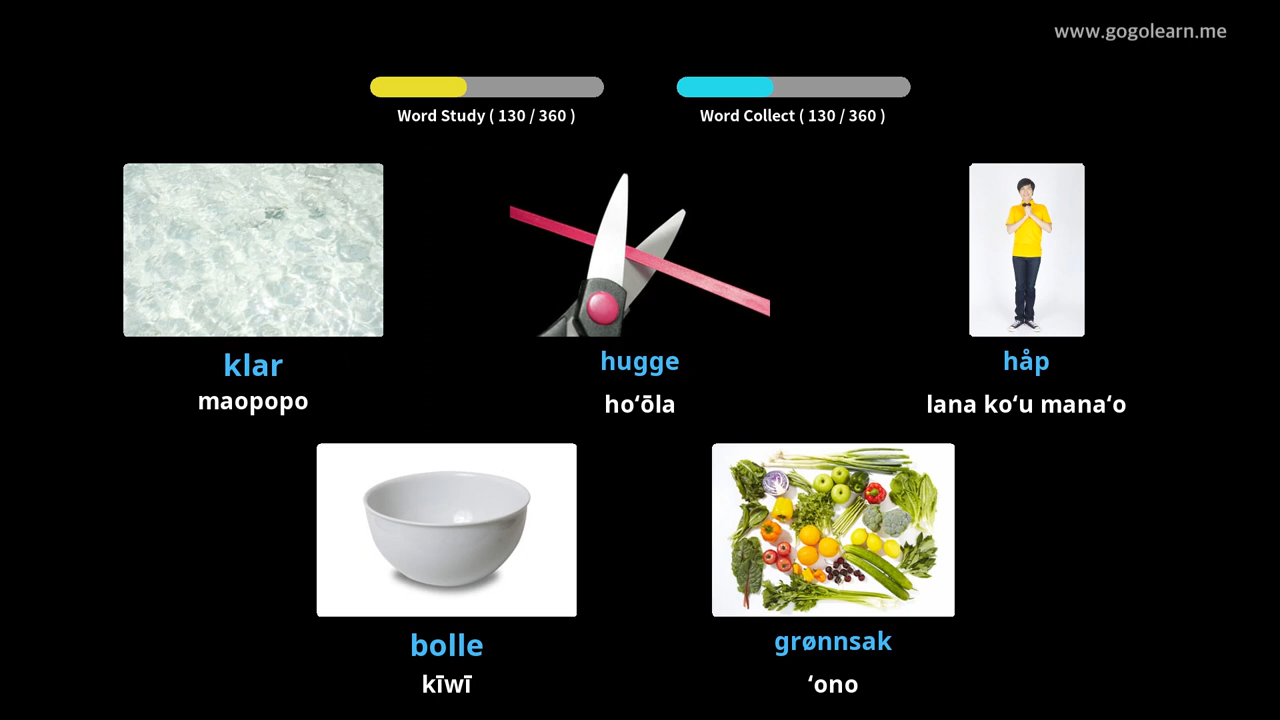 www.gogolearn.me
Word Study ( 130 / 360 )
Word Collect ( 130 / 360 )
klar
maopopo
hugge
hoʻōla
håp
lana koʻu manaʻo
bolle
kīwī
grønnsak
ʻono